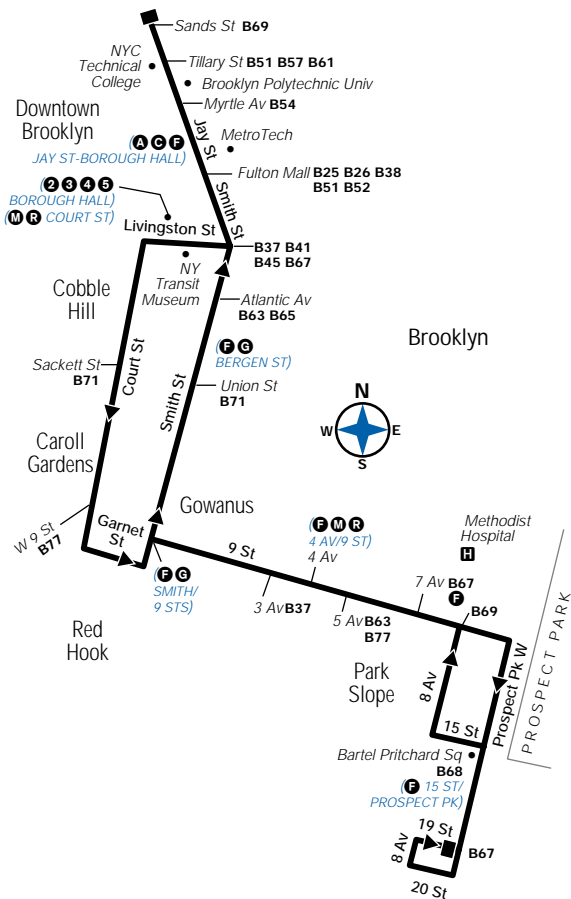 Sands St B69
NYC
Technical
College
Tillary St B51 B57 B61
Brooklyn Polytechnic Univ
Myrtle Av B54
Downtown
Brooklyn
(A C F
JAY ST-BOROUGH HALL)
Jay St
MetroTech
Fulton Mall B25 B26 B38
B51 B52
(2 3 4 5
BOROUGH HALL)
(M R COURT ST)
Smith St
Livingston St
B37 B41
B45 B67
NY
Transit
Museum
Cobble
Hill
Atlantic Av
B63 B65
Brooklyn
(F G
BERGEN ST)
Court St
Smith St
Sackett St
B71
Union St
B71
N
W E
S
Caroll
Gardens
Gowanus
W 9 St
B77
Garnet
St
(F G
SMITH/
9 STS)
9 St
(F M R
4 AV/9 ST)
4 Av
Methodist
Hospital
H
7 Av B67
F
B69
3 Av B37
5 Av B63
B77
Red
Hook
Park
Slope
8 Av
Prospect Pk W
PROSPECT PARK
15 St
Bartel Pritchard Sq
B68
(F 15 ST/
PROSPECT PK)
19 St
8 Av
B67
20 St